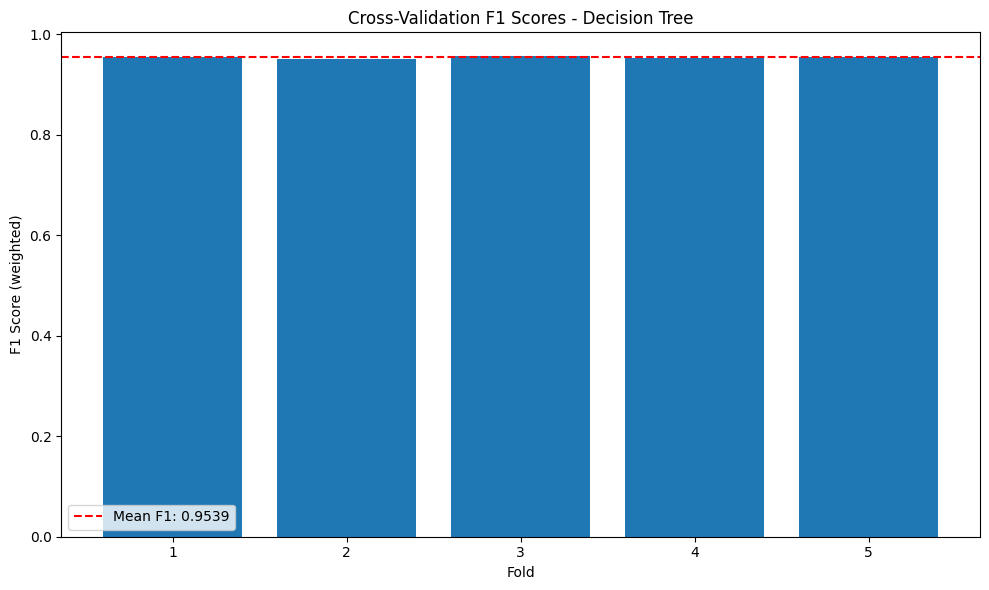 Cross-Validation F1 Scores - Decision Tree
F1 Score (weighted)
1.0
0.8
0.6
0.4
0.2
0.0
Mean F1: 0.9539
1 2 3 4 5
Fold